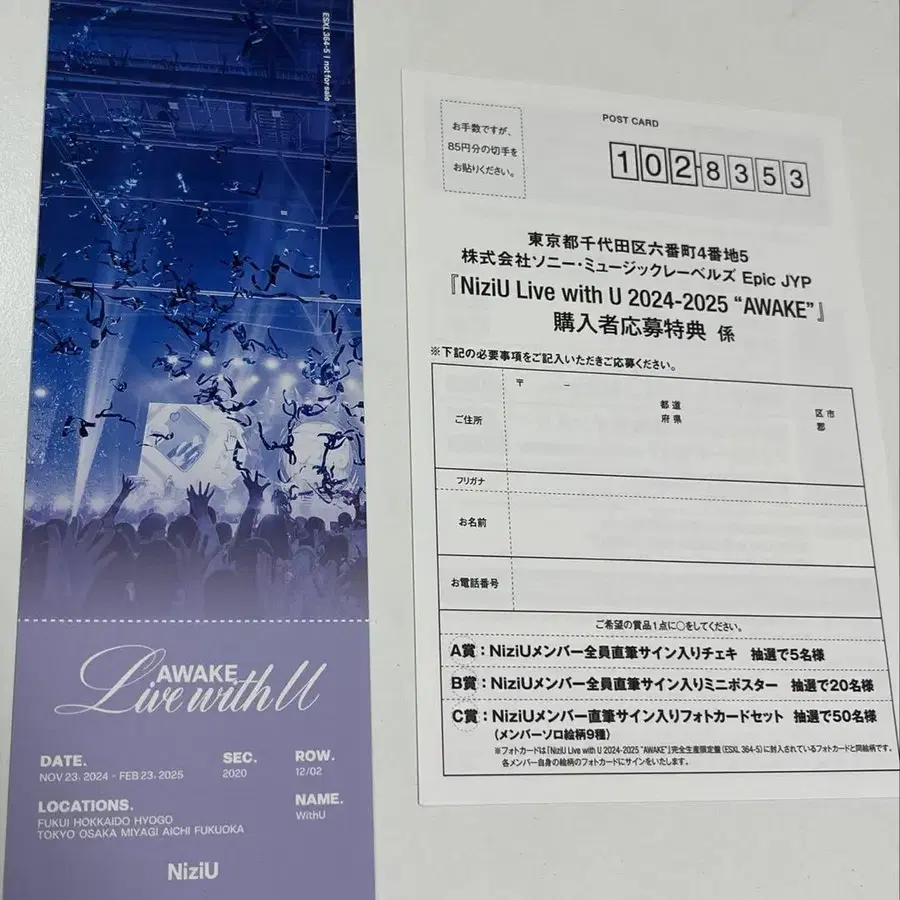 ESXL 364-5 | not for sale
AWAKE
Live with U
DATE.
NOV 23, 2024 - FEB 23, 2025
SEC.
2020
ROW.
12/02
LOCATIONS.
FUKUI HOKKAIDO HYOGO
TOKYO OSAKA MIYAGI AICHI FUKUOKA
NAME.
WithU
NiziU
POST CARD
お手数ですが、
85円分の切手を
お貼りください。
102-8353
東京都千代田区六番町4番地5
株式会社ソニー・ミュージックレーベルズ Epic JYP
『NiziU Live with U 2024-2025 “AWAKE”』
購入者応募特典 係
※下記の必要事項をご記入いただきご応募ください。
ご住所
〒 −
都道 区市
府県 郡
フリガナ
お名前
お電話番号
ご希望の賞品1点に○をしてください。
A賞：NiziUメンバー全員直筆サイン入りチェキ 抽選で5名様
B賞：NiziUメンバー全員直筆サイン入りミニポスター 抽選で20名様
C賞：NiziUメンバー直筆サイン入りフォトカードセット 抽選で50名様
(メンバーソロ絵柄9種)
※フォトカードは「NiziU Live with U 2024-2025 “AWAKE”」完全生産限定盤(ESXL 364-5)に封入されているフォトカードと同絵柄です。
各メンバー自身の絵柄のフォトカードにサインをいたします。